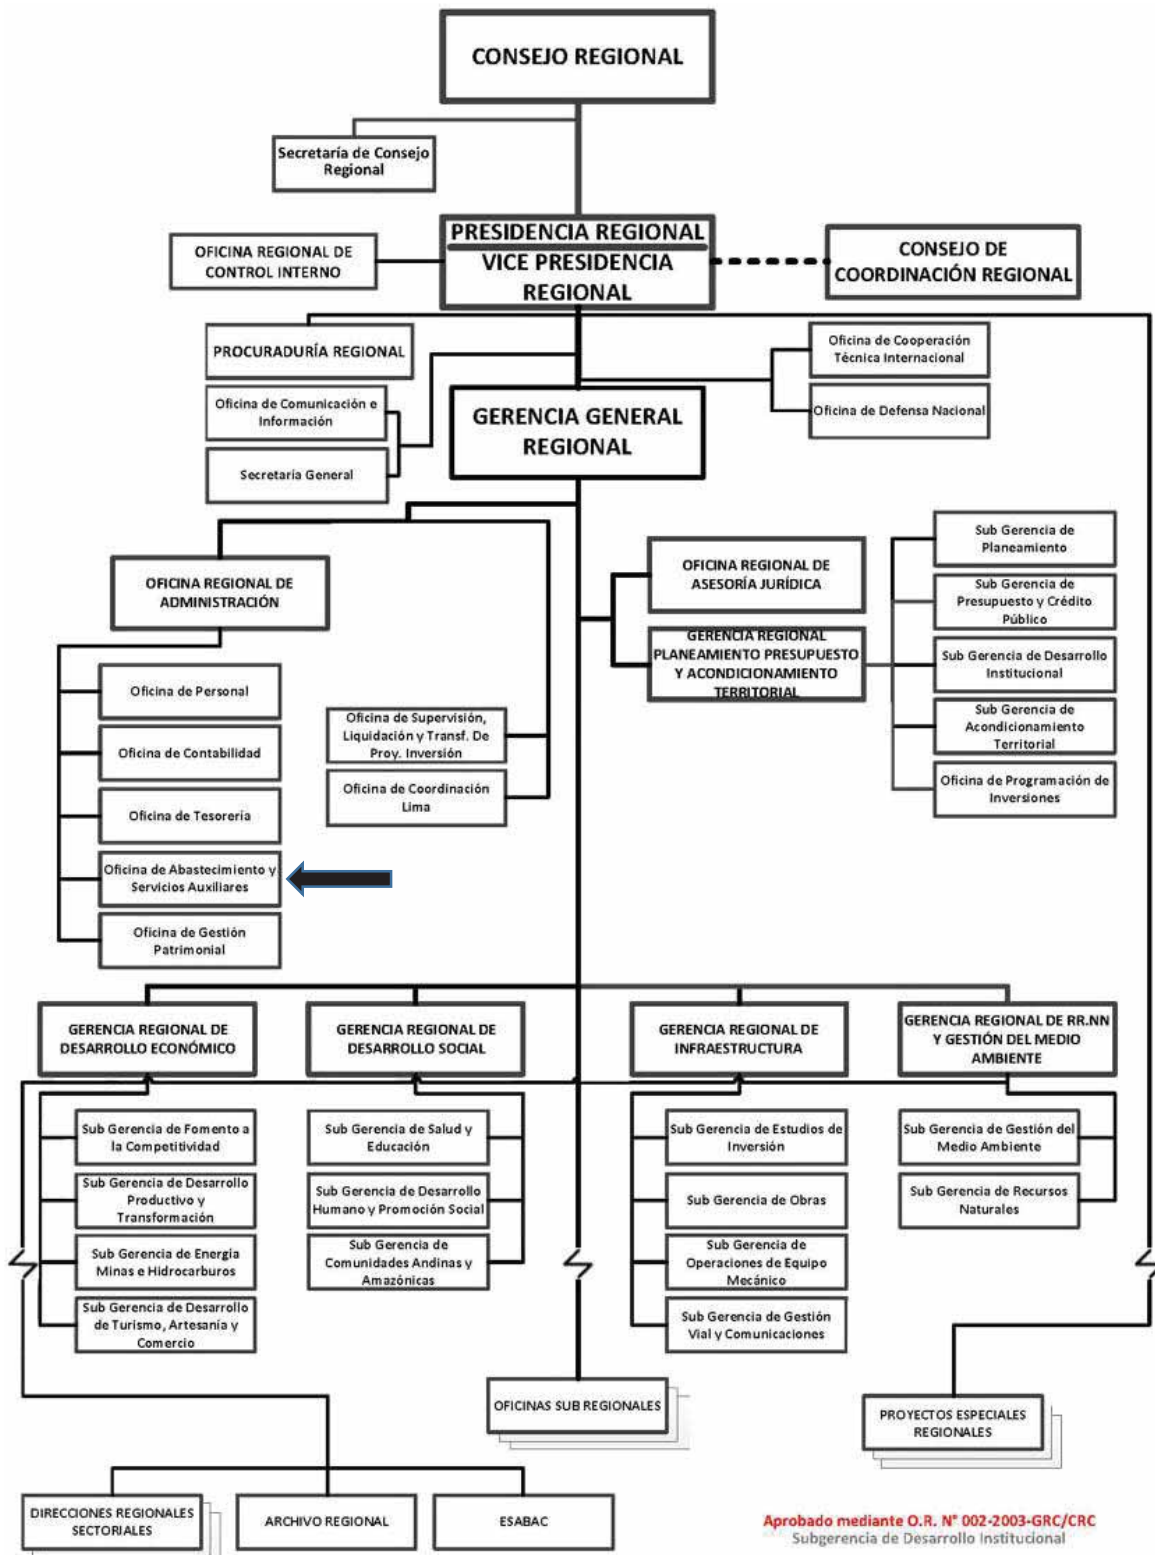 CONSEJO REGIONAL
Secretaría de Consejo
Regional
PRESIDENCIA REGIONAL
VICE PRESIDENCIA
REGIONAL
OFICINA REGIONAL DE
CONTROL INTERNO
CONSEJO DE
COORDINACIÓN REGIONAL
PROCURADURÍA REGIONAL
Oficina de Comunicación e
Información
Secretaría General
Oficina de Cooperación
Técnica Internacional
Oficina de Defensa Nacional
GERENCIA GENERAL
REGIONAL
OFICINA REGIONAL DE
ADMINISTRACIÓN
Oficina de Personal
Oficina de Contabilidad
Oficina de Tesorería
Oficina de Abastecimiento y
Servicios Auxiliares
Oficina de Gestión
Patrimonial
Oficina de Supervisión,
Liquidación y Transf. De
Proy. Inversión
Oficina de Coordinación
Lima
OFICINA REGIONAL DE
ASESORÍA JURÍDICA
GERENCIA REGIONAL
PLANEAMIENTO PRESUPUESTO
Y ACONDICIONAMIENTO
TERRITORIAL
Sub Gerencia de
Planeamiento
Sub Gerencia de
Presupuesto y Crédito
Público
Sub Gerencia de Desarrollo
Institucional
Sub Gerencia de
Acondicionamiento
Territorial
Oficina de Programación de
Inversiones
GERENCIA REGIONAL DE
DESARROLLO ECONÓMICO
Sub Gerencia de Fomento a
la Competitividad
Sub Gerencia de Desarrollo
Productivo y
Transformación
Sub Gerencia de Energía
Minas e Hidrocarburos
Sub Gerencia de Desarrollo
de Turismo, Artesanía y
Comercio
GERENCIA REGIONAL DE
DESARROLLO SOCIAL
Sub Gerencia de Salud y
Educación
Sub Gerencia de Desarrollo
Humano y Promoción Social
Sub Gerencia de
Comunidades Andinas y
Amazónicas
GERENCIA REGIONAL DE
INFRAESTRUCTURA
Sub Gerencia de Estudios de
Inversión
Sub Gerencia de Obras
Sub Gerencia de
Operaciones de Equipo
Mecánico
Sub Gerencia de Gestión
Vial y Comunicaciones
GERENCIA REGIONAL DE RR.NN
Y GESTIÓN DEL MEDIO
AMBIENTE
Sub Gerencia de Gestión del
Medio Ambiente
Sub Gerencia de Recursos
Naturales
OFICINAS SUB REGIONALES
PROYECTOS ESPECIALES
REGIONALES
DIRECCIONES REGIONALES
SECTORIALES
ARCHIVO REGIONAL
ESABAC
Aprobado mediante O.R. N° 002-2003-GRC/CRC
Subgerencia de Desarrollo Institucional